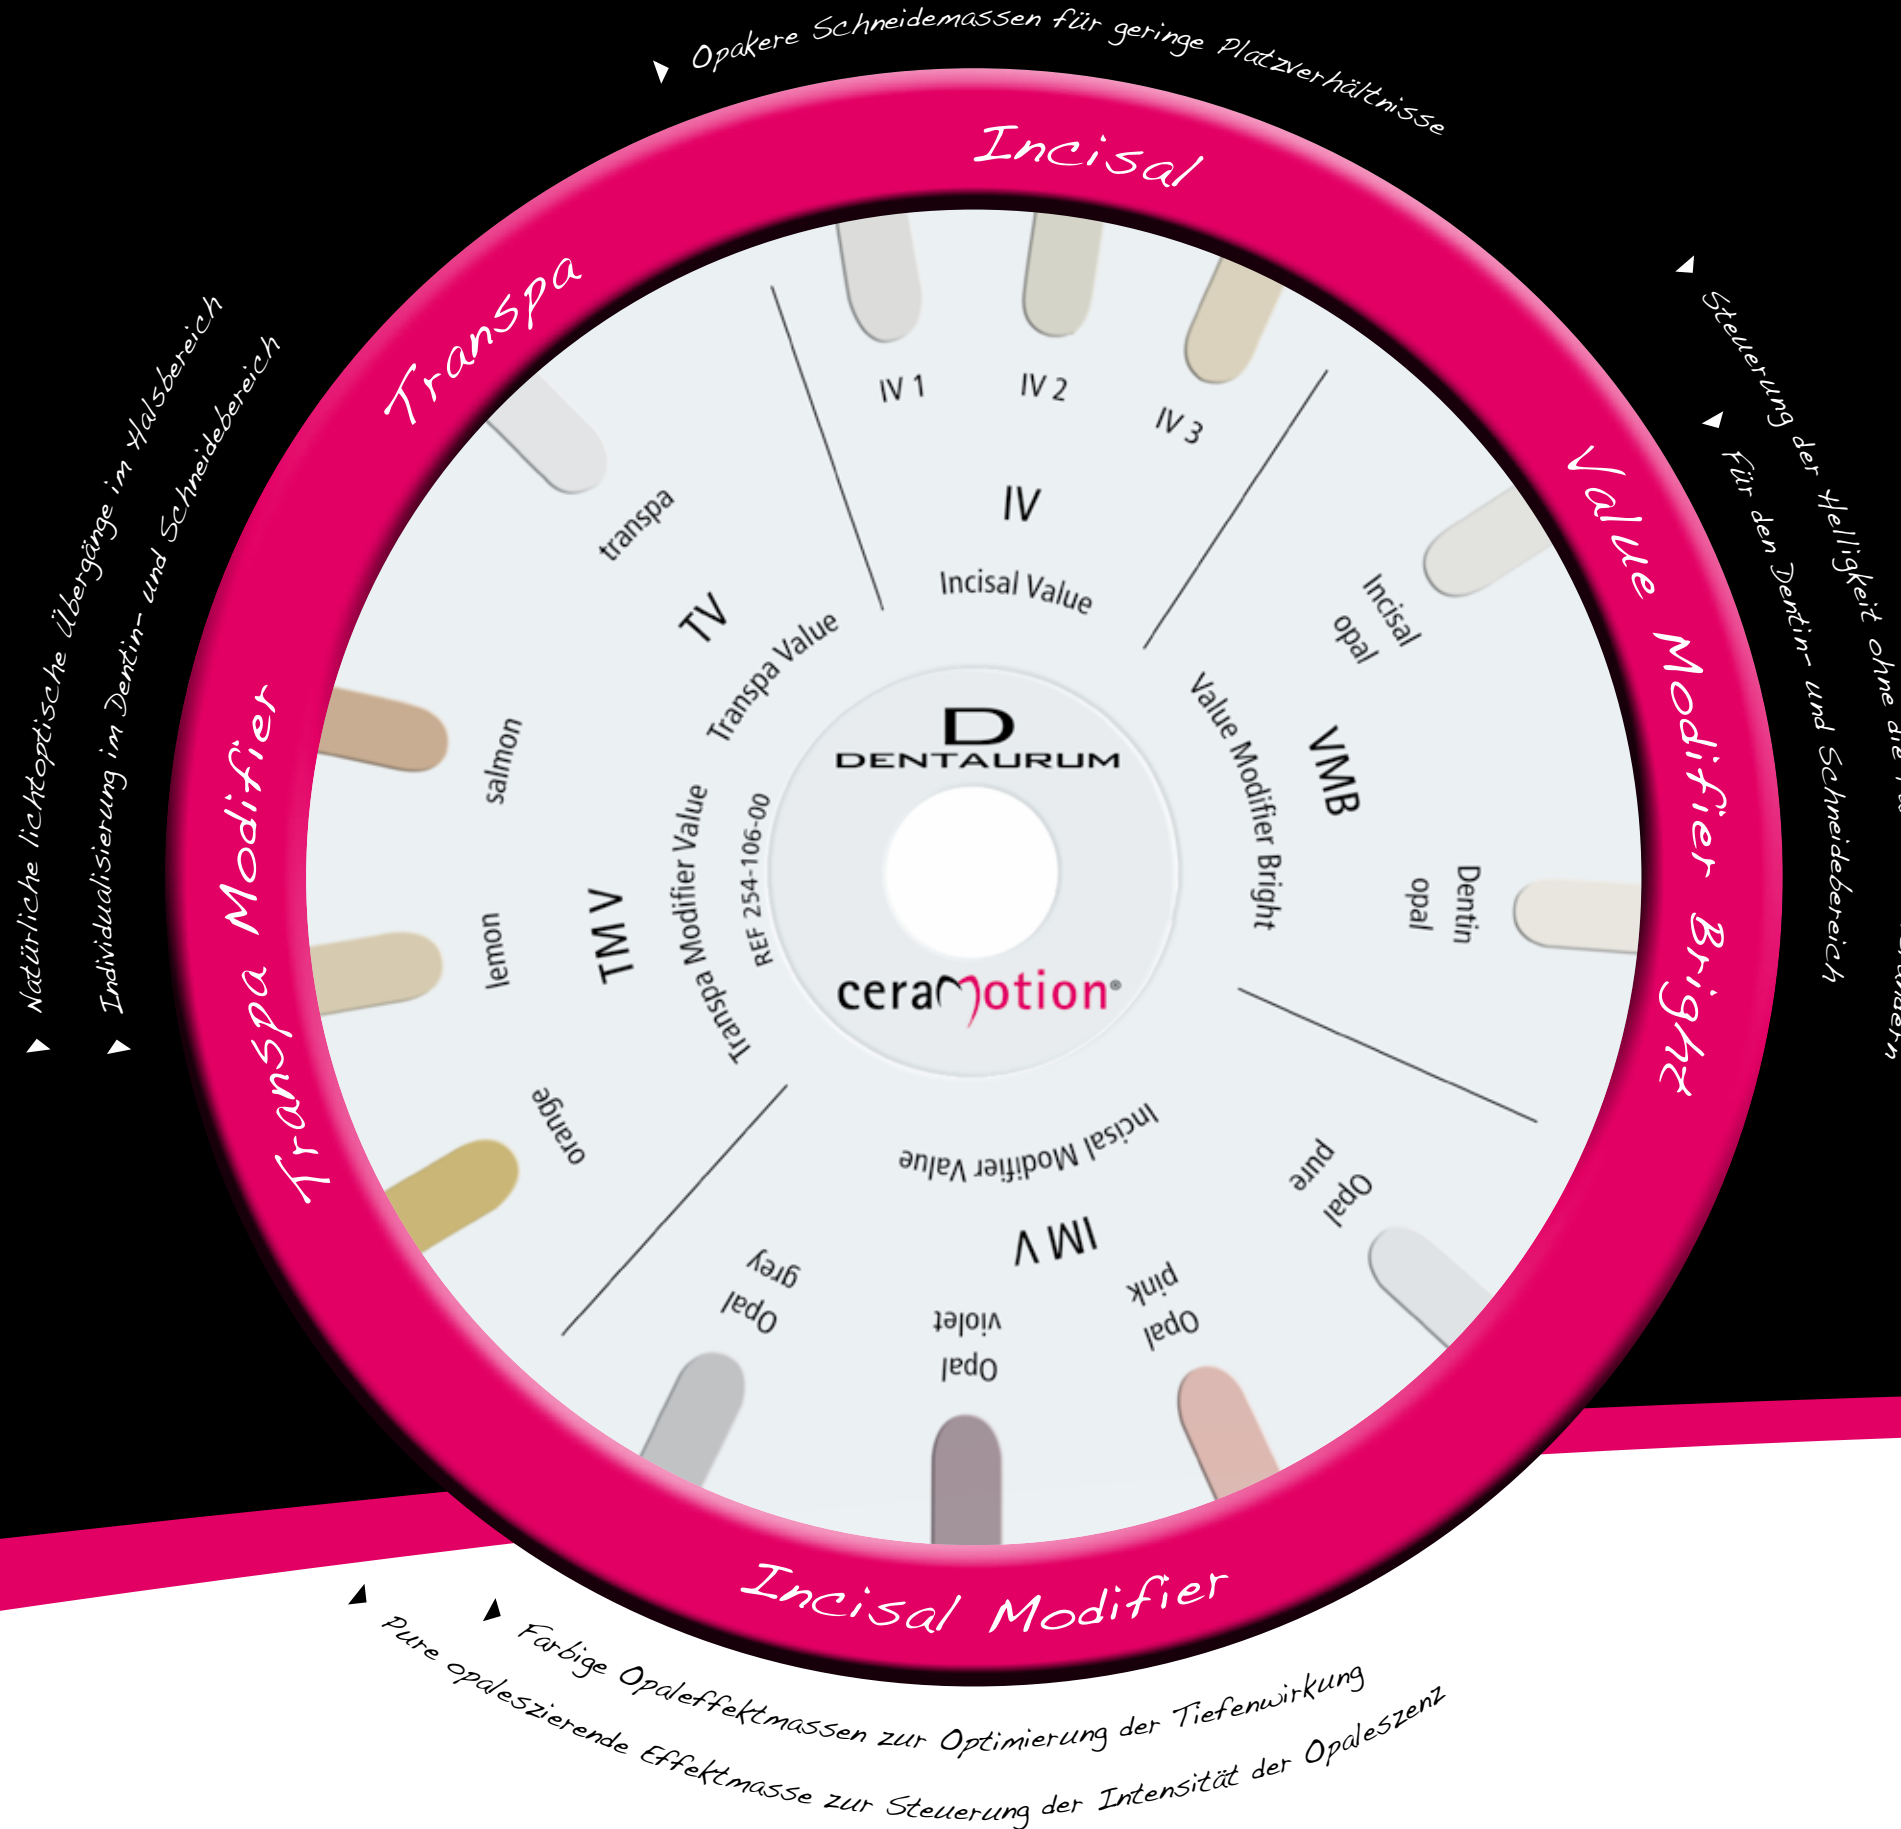 Opakere Schneidemassen für geringe Platzverhältnisse
Incisal
Transpa
Transpa Modifier
Value Modifier Bright
Incisal Modifier
Natürliche lichtoptische Übergänge im Halsbereich
Individualisierung im Dentin- und Schneidebereich
Steuerung der Helligkeit ohne die
Für den Dentin- und Schneidebereich
IV 1
IV 2
IV 3
IV
Incisal Value
transpa
TV
Transpa Value
Incisal
opal
VMB
Value Modifier Bright
Dentin
opal
salmon
lemon
orange
TM V
Transpa Modifier Value
REF 254-106-00
D
DENTAURUM
ceraMotion®
Incisal Modifier Value
IM V
Opal
pure
Opal
pink
Opal
violet
Opal
grey
Farbige Opaleffektmassen zur Optimierung der Tiefenwirkung
Pure opaleszierende Effektmasse zur Steuerung der Intensität der Opaleszenz